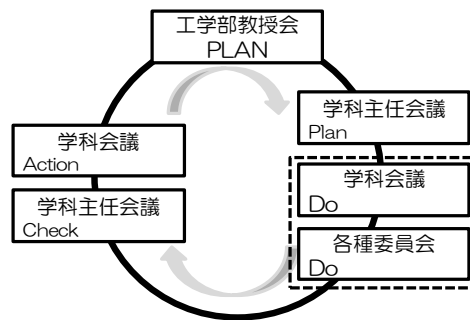 工学部教授会
PLAN
学科主任会議
Plan
学科会議
Do
各種委員会
Do
学科主任会議
Check
学科会議
Action